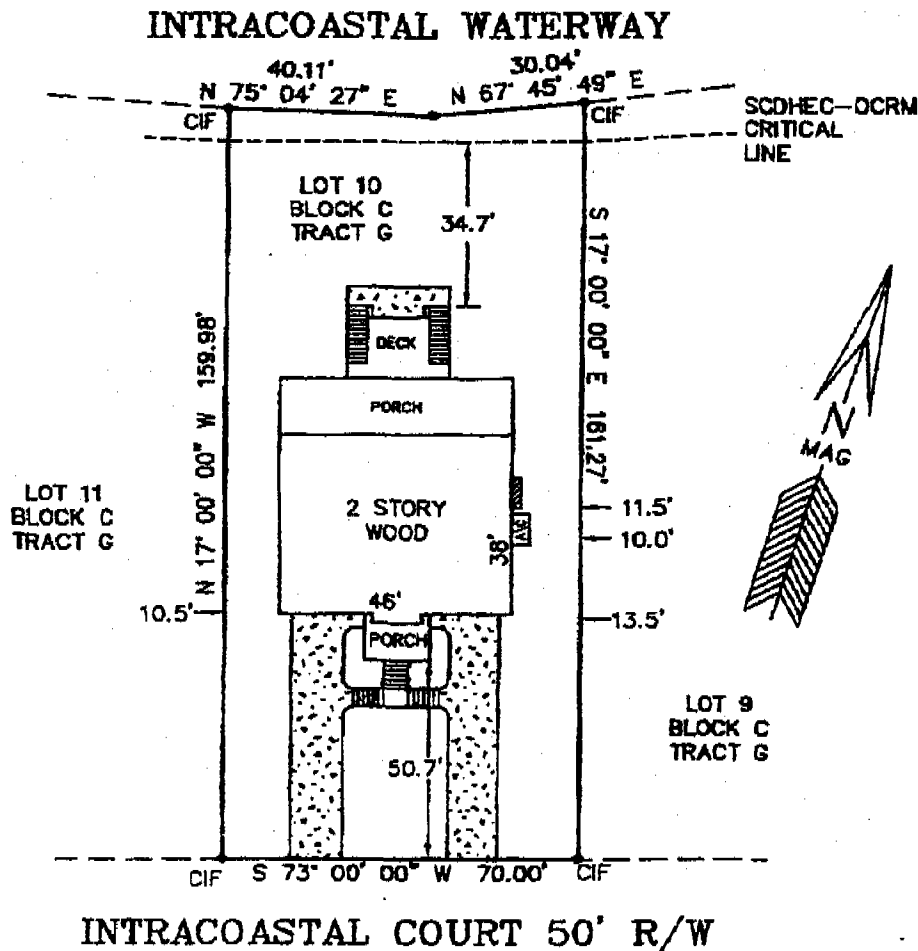 INTRACOASTAL WATERWAY
40.11'
30.04'
N 75° 04' 27" E
N 67° 45' 49" E
CIF
CIF
SCDHEC-OCRM
CRITICAL
LINE
LOT 10
BLOCK C
TRACT G
34.7'
S 17° 00' 00" E 161.27'
N 17° 00' 00" W 159.98'
DECK
PORCH
N
MAG
LOT 11
BLOCK C
TRACT G
2 STORY
WOOD
A/C
38'
11.5'
10.0'
46'
10.5'
13.5'
PORCH
LOT 9
BLOCK C
TRACT G
50.7'
CIF
S 73° 00' 00" W 70.00'
CIF
INTRACOASTAL COURT 50' R/W